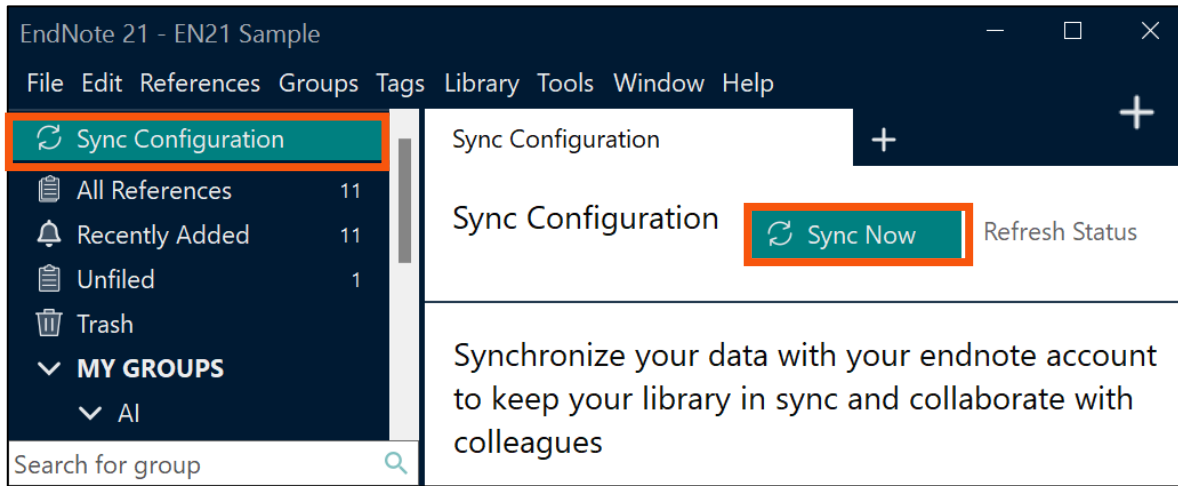 EndNote 21 - EN21 Sample
File Edit References Groups Tags Library Tools Window Help
Sync Configuration
All References 11
Recently Added 11
Unfiled 1
Trash
MY GROUPS
AI
Search for group
Sync Configuration
Sync Configuration
Sync Now
Refresh Status
Synchronize your data with your endnote account
to keep your library in sync and collaborate with
colleagues